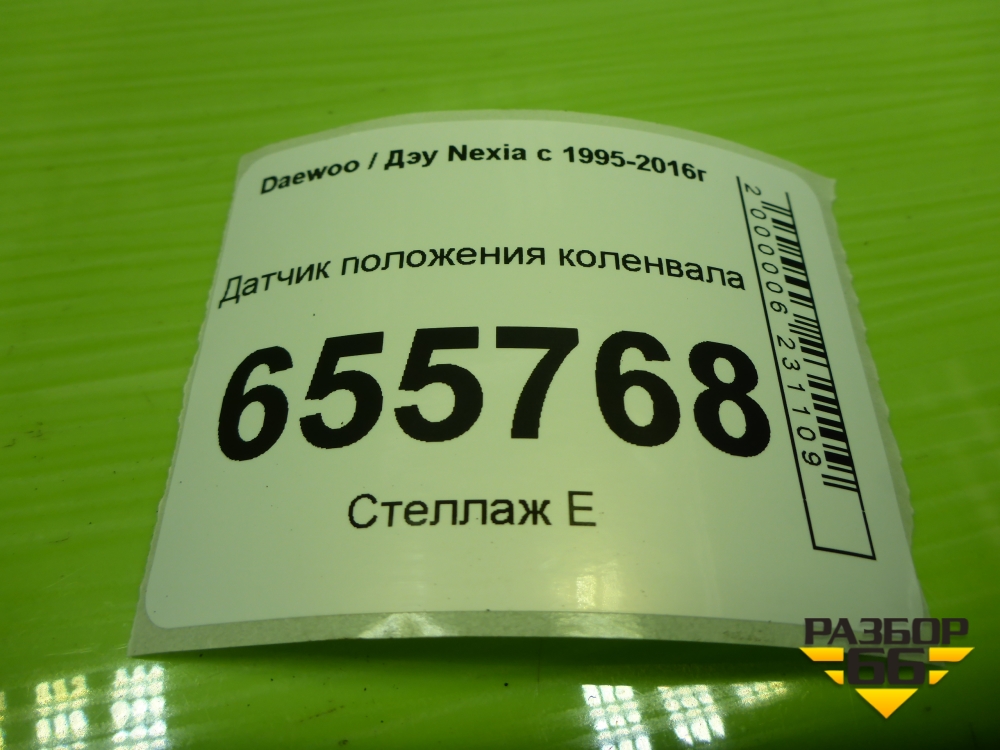 Daewoo / Дэу Nexia с 1995-2016г
Датчик положения коленвала
655768
Стеллаж Е
2000006231109
РАЗБОР
66